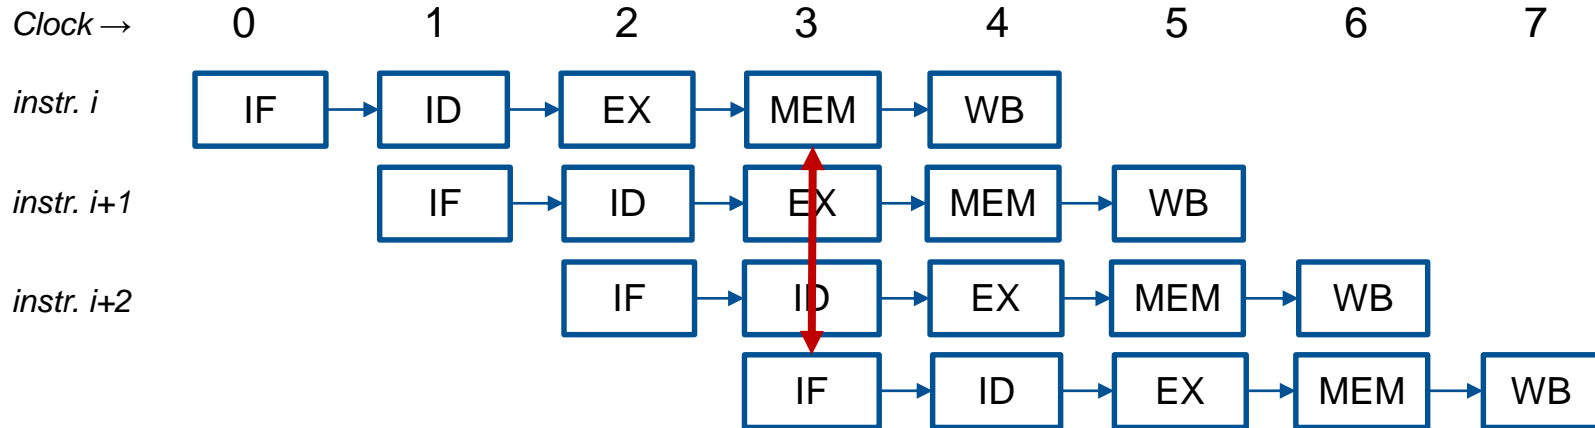 Clock → 0 1 2 3 4 5 6 7
instr. i IF ID EX MEM WB
instr. i+1 IF ID EX MEM WB
instr. i+2 IF ID EX MEM WB
IF ID EX MEM WB